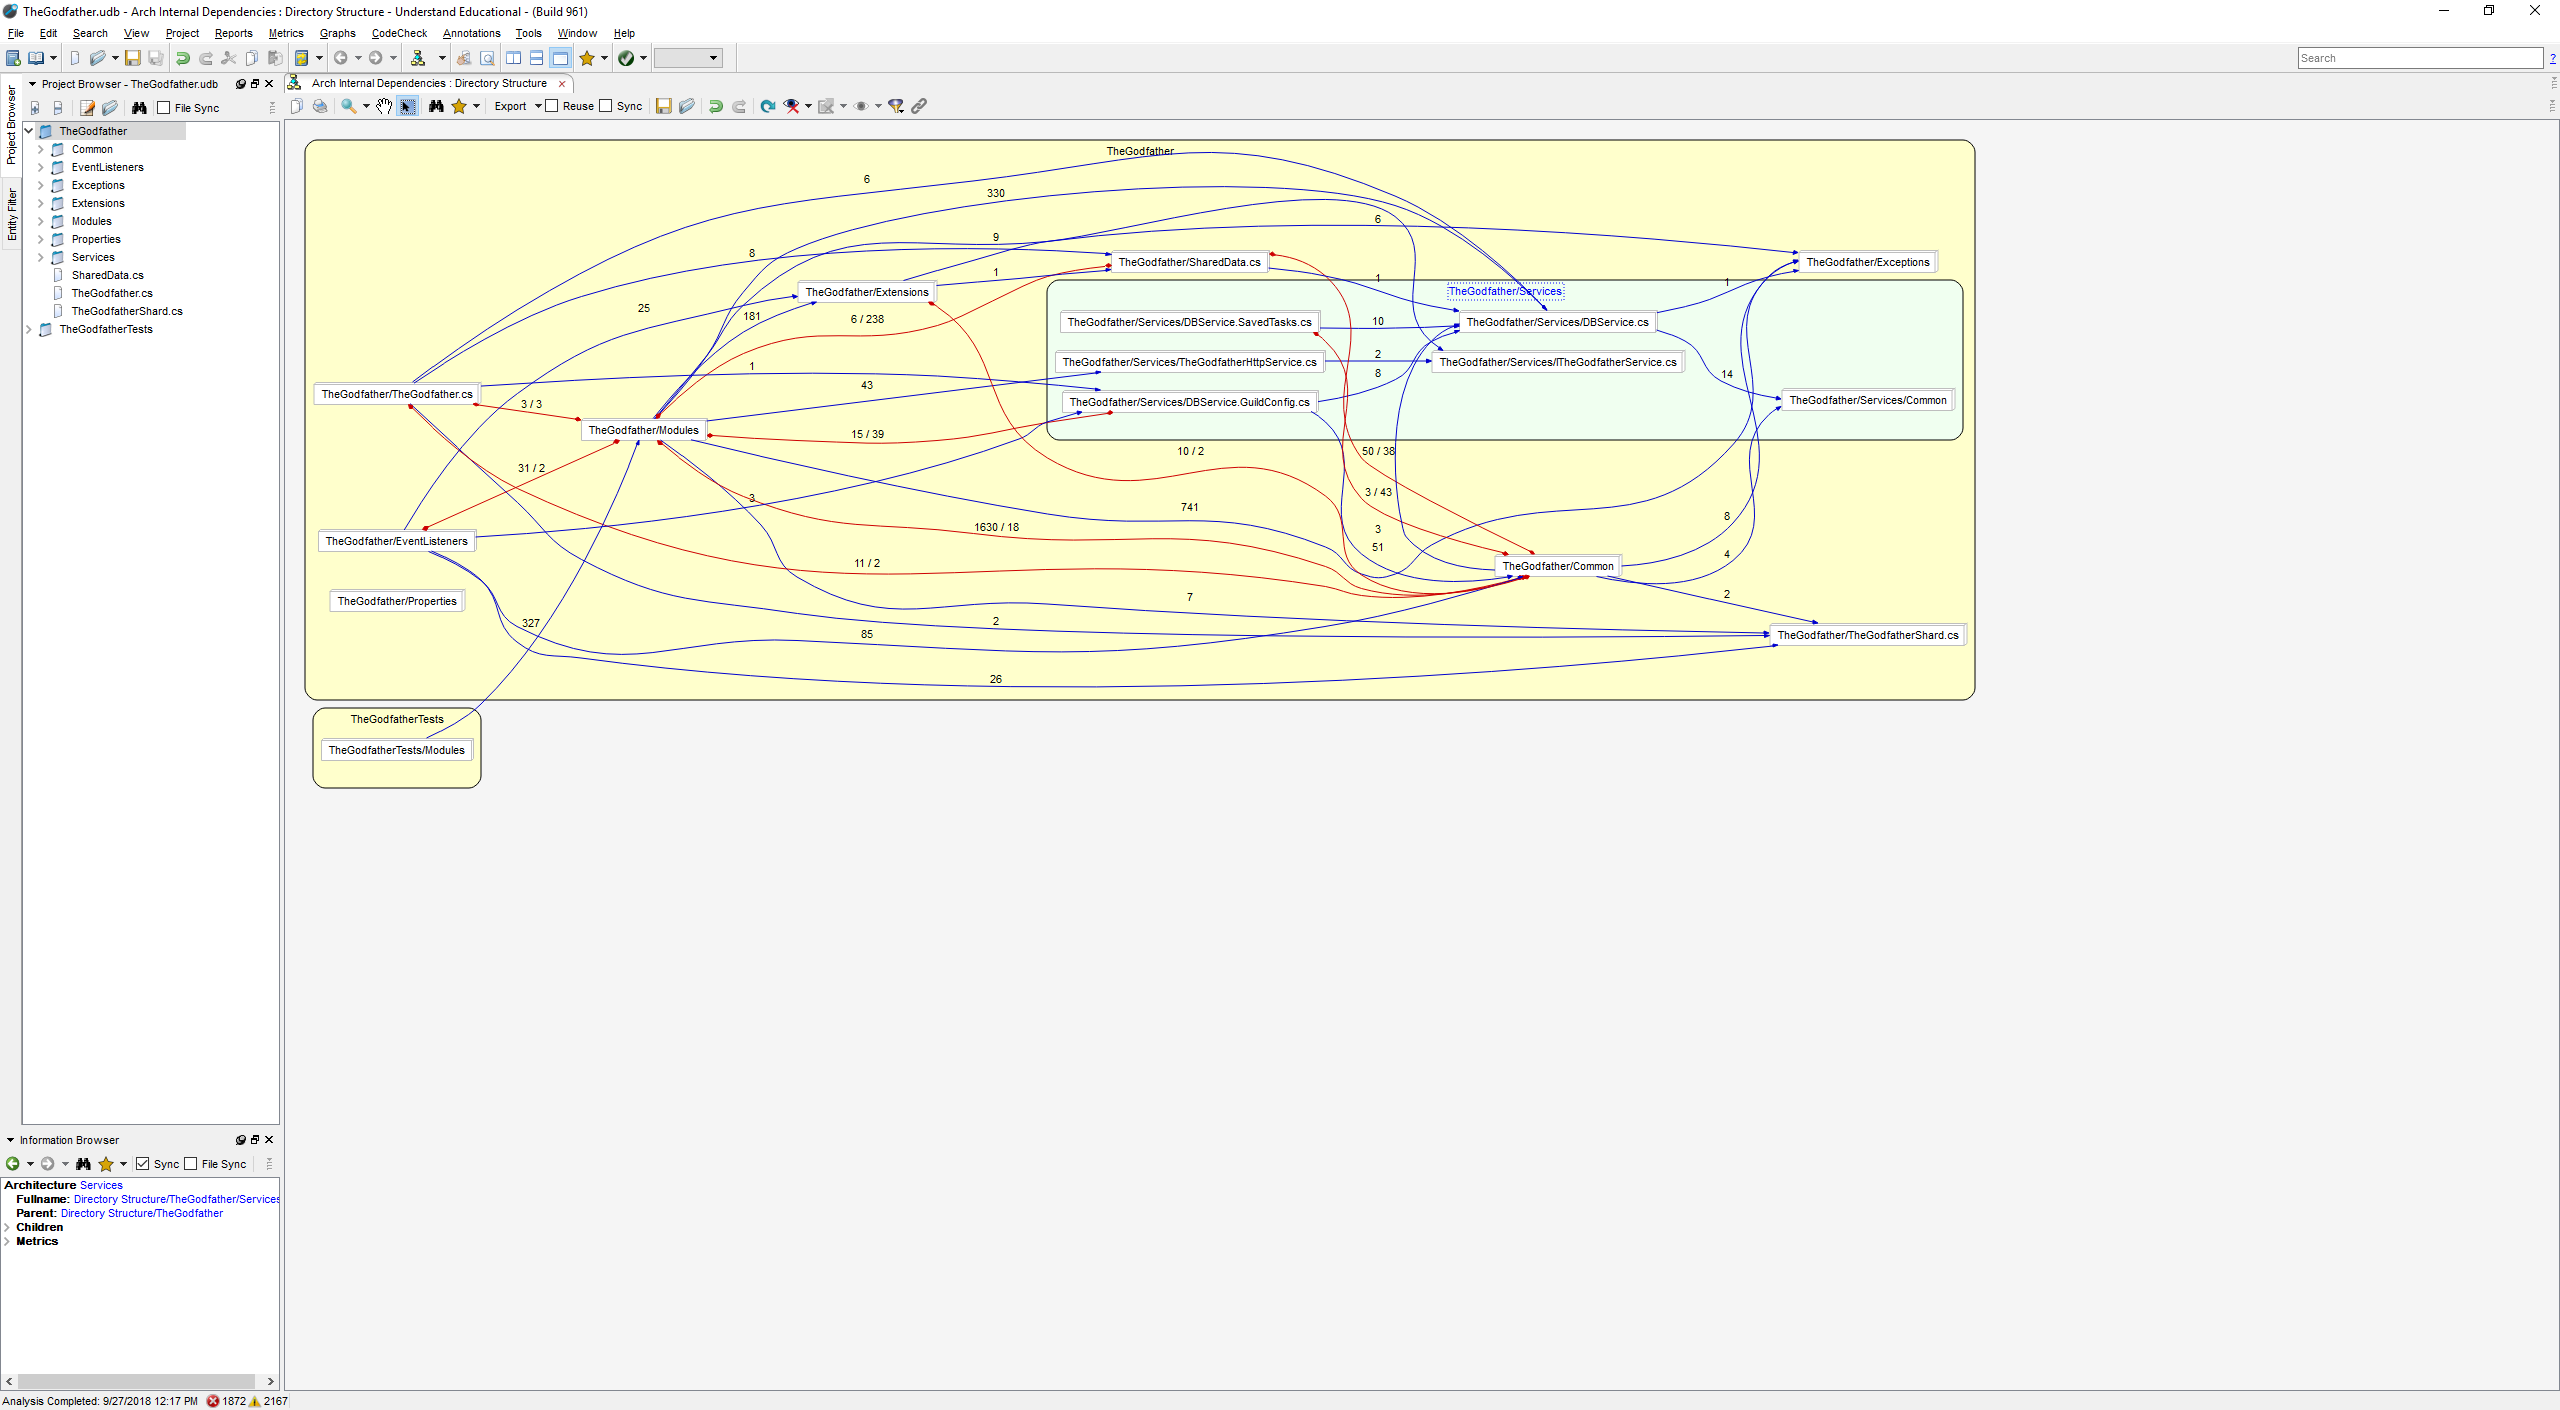 TheGodfather.udb - Arch Internal Dependencies : Directory Structure - Understand Educational - (Build 961)
File Edit Search View Project Reports Metrics Graphs CodeCheck Annotations Tools Window Help
Search
?
Project Browser
Entity Filter
Project Browser - TheGodfather.udb
File Sync
TheGodfather
Common
EventListeners
Exceptions
Extensions
Modules
Properties
Services
SharedData.cs
TheGodfather.cs
TheGodfatherShard.cs
TheGodfatherTests
Arch Internal Dependencies : Directory Structure
Export Reuse Sync
TheGodfather
6
330
6
9
8
TheGodfather/SharedData.cs
TheGodfather/Exceptions
1
1
1
TheGodfather/Extensions
TheGodfather/Services
25
181
6 / 238
TheGodfather/Services/DBService.SavedTasks.cs
10
TheGodfather/Services/DBService.cs
TheGodfather/Services/TheGodfatherHttpService.cs
2
TheGodfather/Services/ITheGodfatherService.cs
1
8
14
43
TheGodfather/TheGodfather.cs
3 / 3
TheGodfather/Services/DBService.GuildConfig.cs
TheGodfather/Services/Common
TheGodfather/Modules
15 / 39
10 / 2
50 / 38
31 / 2
3
3 / 43
741
8
1630 / 18
3
TheGodfather/EventListeners
51
4
11 / 2
TheGodfather/Common
TheGodfather/Properties
7
2
327
2
85
TheGodfather/TheGodfatherShard.cs
26
TheGodfatherTests
TheGodfatherTests/Modules
Information Browser
Sync File Sync
Architecture Services
Fullname: Directory Structure/TheGodfather/Services
Parent: Directory Structure/TheGodfather
Children
Metrics
Analysis Completed: 9/27/2018 12:17 PM 1872 2167